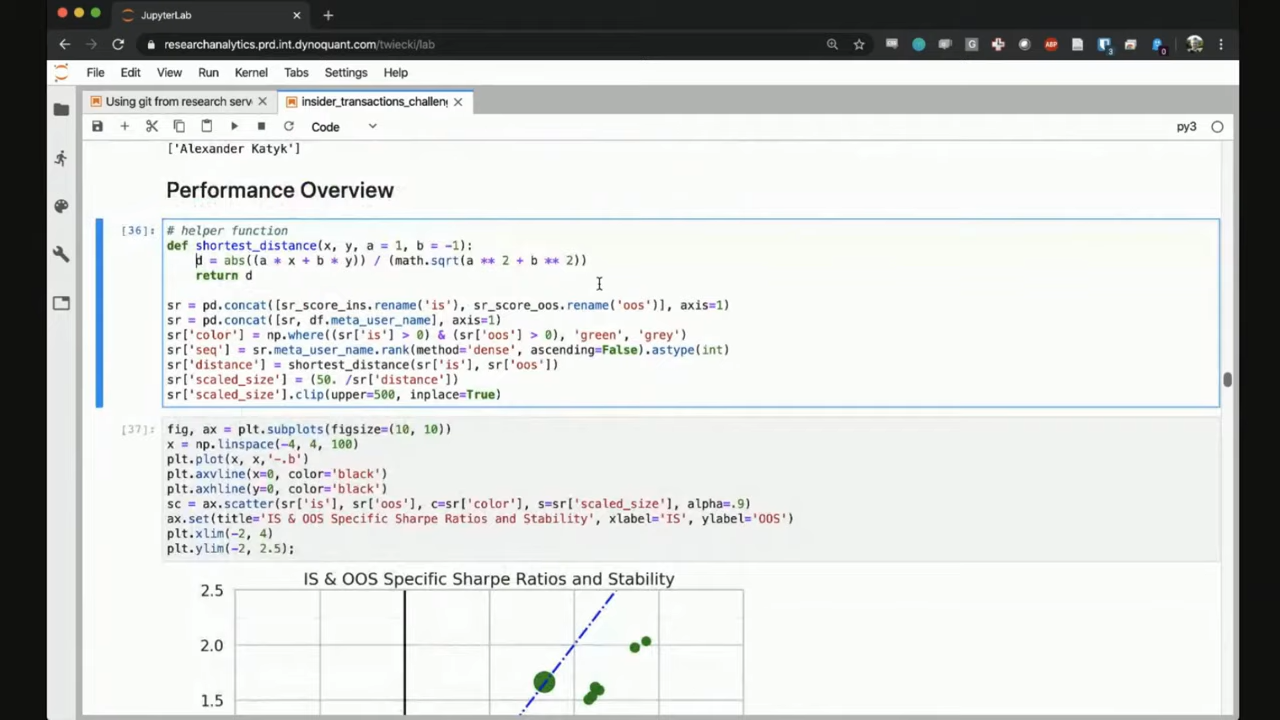 JupyterLab
researchanalytics.prd.int.dynoquant.com/twiecki/lab
File Edit View Run Kernel Tabs Settings Help
Using git from research serv
insider_transactions_challeng
Code
py3
['Alexander Katyk']
Performance Overview
[36]:
# helper function
def shortest_distance(x, y, a = 1, b = -1):
d = abs((a * x + b * y)) / (math.sqrt(a ** 2 + b ** 2))
return d
sr = pd.concat([sr_score_ins.rename('is'), sr_score_oos.rename('oos')], axis=1)
sr = pd.concat([sr, df.meta_user_name], axis=1)
sr['color'] = np.where((sr['is'] > 0) & (sr['oos'] > 0), 'green', 'grey')
sr['seq'] = sr.meta_user_name.rank(method='dense', ascending=False).astype(int)
sr['distance'] = shortest_distance(sr['is'], sr['oos'])
sr['scaled_size'] = (50. /sr['distance'])
sr['scaled_size'].clip(upper=500, inplace=True)
[37]:
fig, ax = plt.subplots(figsize=(10, 10))
x = np.linspace(-4, 4, 100)
plt.plot(x, x,'-.b')
plt.axvline(x=0, color='black')
plt.axhline(y=0, color='black')
sc = ax.scatter(sr['is'], sr['oos'], c=sr['color'], s=sr['scaled_size'], alpha=.9)
ax.set(title='IS & OOS Specific Sharpe Ratios and Stability', xlabel='IS', ylabel='OOS')
plt.xlim(-2, 4)
plt.ylim(-2, 2.5);
IS & OOS Specific Sharpe Ratios and Stability
2.5
2.0
1.5